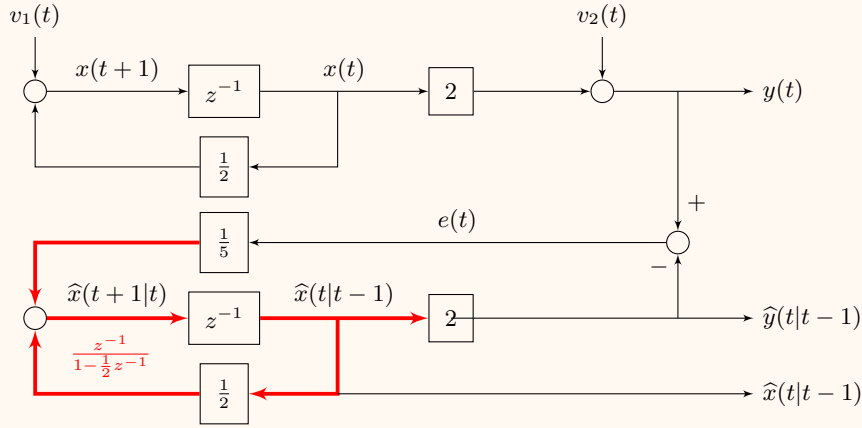 v₁(t)
v₂(t)
x(t+1)
z⁻¹
x(t)
2
y(t)
1/2
+
1/5
e(t)
−
x̂(t+1|t)
z⁻¹
x̂(t|t−1)
2
ŷ(t|t−1)
z⁻¹/(1−½z⁻¹)
1/2
x̂(t|t−1)